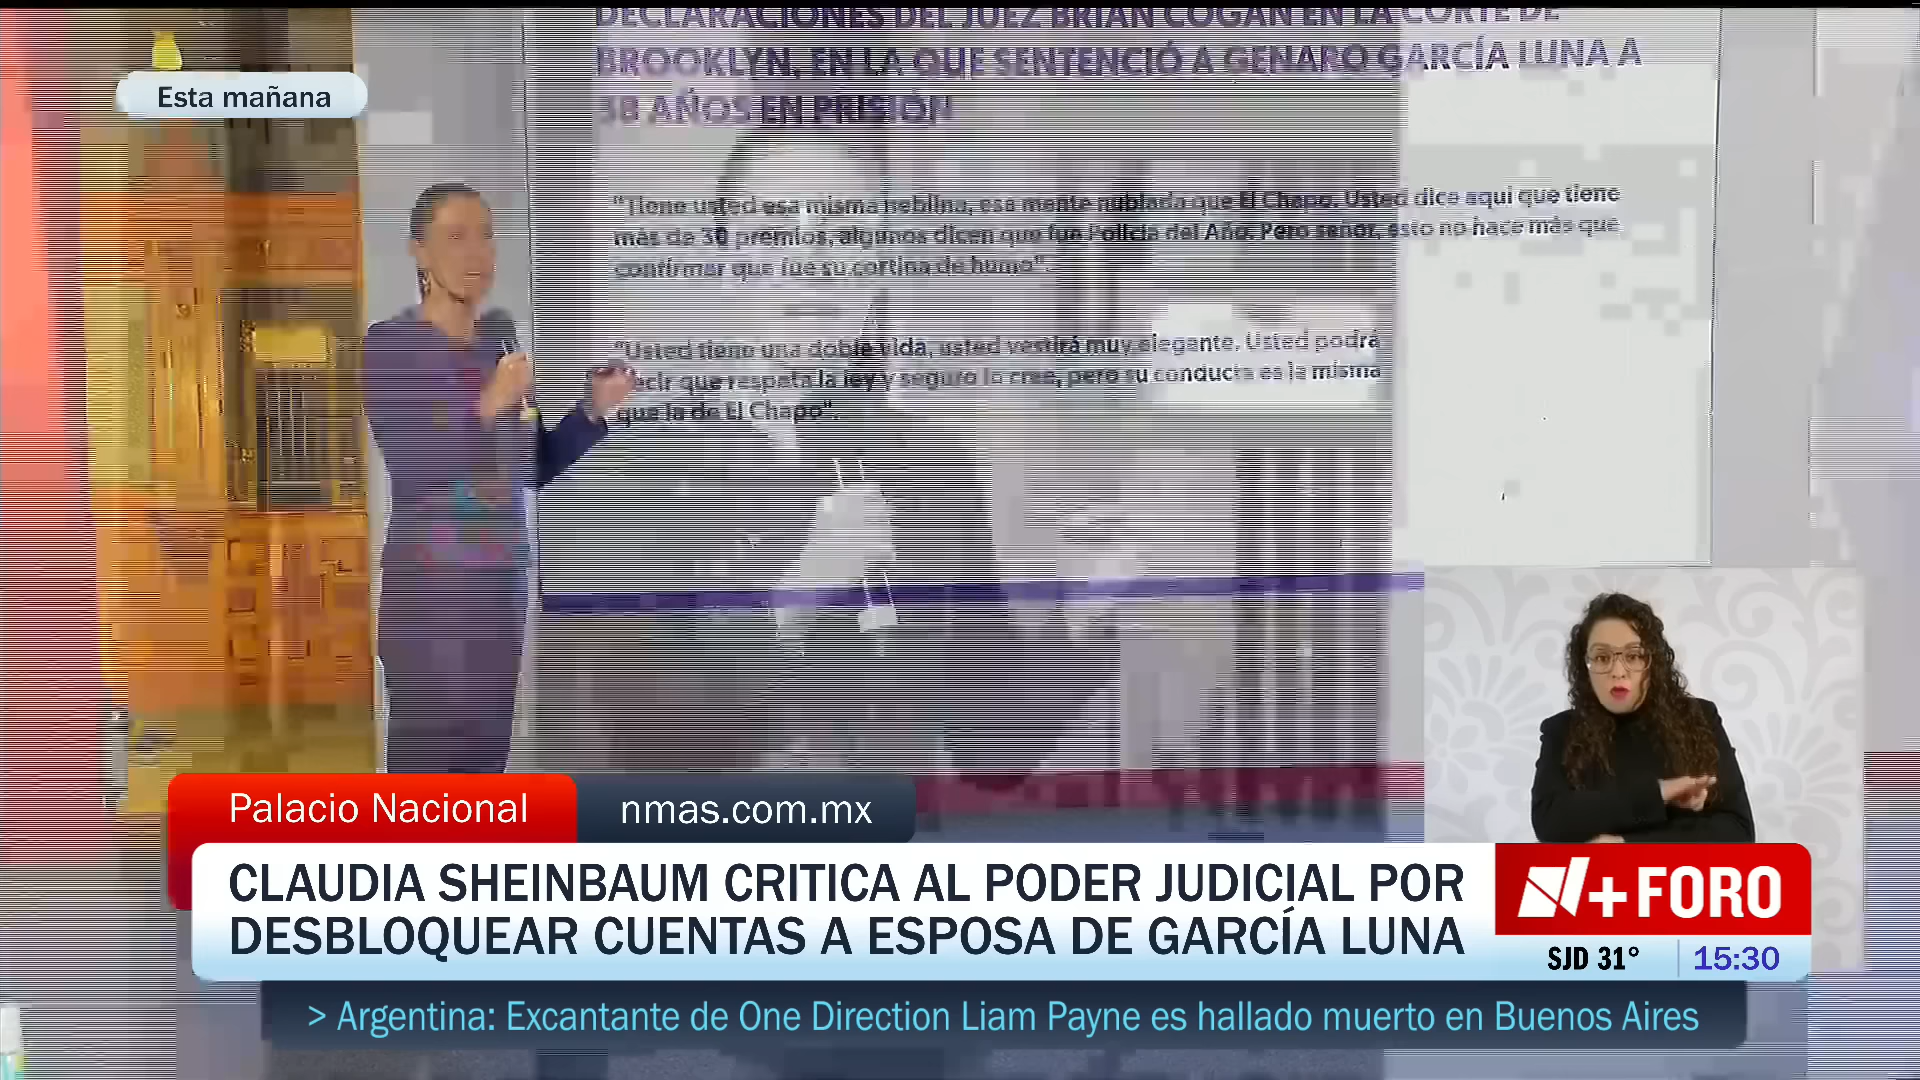 DECLARACIONES DEL JUEZ BRIAN COGAN EN LA CORTE DE
BROOKLYN, EN LA QUE SENTENCIÓ A GENARO GARCÍA LUNA A
38 AÑOS EN PRISIÓN
Esta mañana
"Tiene usted esa misma neblina, esa mente nublada que El Chapo. Usted dice aquí que tiene
más de 30 premios, algunos dicen que fue Policía del Año. Pero señor, esto no hace más que
confirmar que fue su cortina de humo".
"Usted tiene una doble vida, usted vestirá muy elegante. Usted podrá
decir que respeta la ley y seguro lo cree, pero su conducta es la misma
que la de El Chapo".
Palacio Nacional
nmas.com.mx
CLAUDIA SHEINBAUM CRITICA AL PODER JUDICIAL POR
DESBLOQUEAR CUENTAS A ESPOSA DE GARCÍA LUNA
N+ FORO
SJD 31° 15:30
> Argentina: Excantante de One Direction Liam Payne es hallado muerto en Buenos Aires